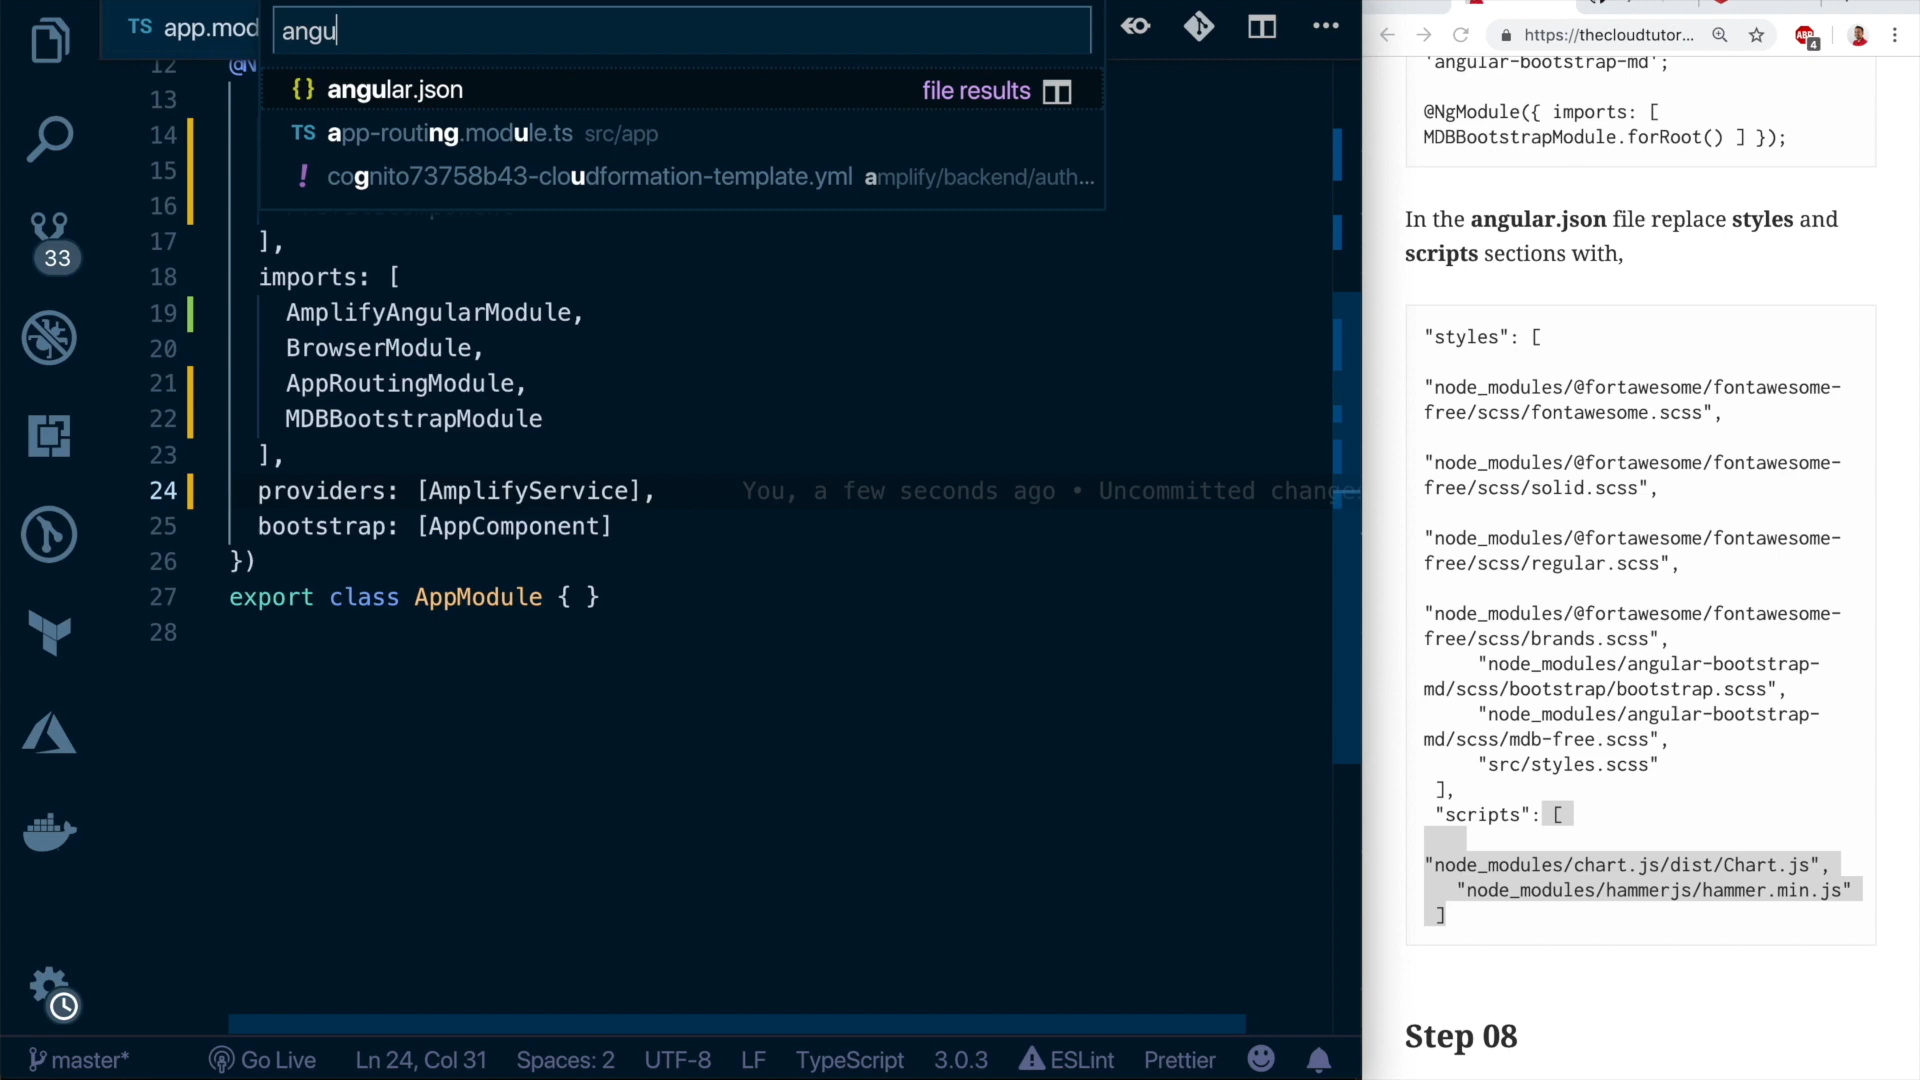 TS app.mod
angu
{} angular.json file results
TS app-routing.module.ts src/app
! cognito73758b43-cloudformation-template.yml amplify/backend/auth...
12 @N
13
14
15
16
17 ],
18 imports: [
19 AmplifyAngularModule,
20 BrowserModule,
21 AppRoutingModule,
22 MDBBootstrapModule
23 ],
24 providers: [AmplifyService], You, a few seconds ago • Uncommitted change
25 bootstrap: [AppComponent]
26 })
27 export class AppModule { }
28
33
master* Go Live Ln 24, Col 31 Spaces: 2 UTF-8 LF TypeScript 3.0.3 ESLint Prettier
https://thecloudtutor... ABP 4
'angular-bootstrap-md';
@NgModule({ imports: [
MDBBootstrapModule.forRoot() ] });
In the angular.json file replace styles and
scripts sections with,
"styles": [
"node_modules/@fortawesome/fontawesome-
free/scss/fontawesome.scss",
"node_modules/@fortawesome/fontawesome-
free/scss/solid.scss",
"node_modules/@fortawesome/fontawesome-
free/scss/regular.scss",
"node_modules/@fortawesome/fontawesome-
free/scss/brands.scss",
"node_modules/angular-bootstrap-
md/scss/bootstrap/bootstrap.scss",
"node_modules/angular-bootstrap-
md/scss/mdb-free.scss",
"src/styles.scss"
],
"scripts": [
"node_modules/chart.js/dist/Chart.js",
"node_modules/hammerjs/hammer.min.js"
]
Step 08